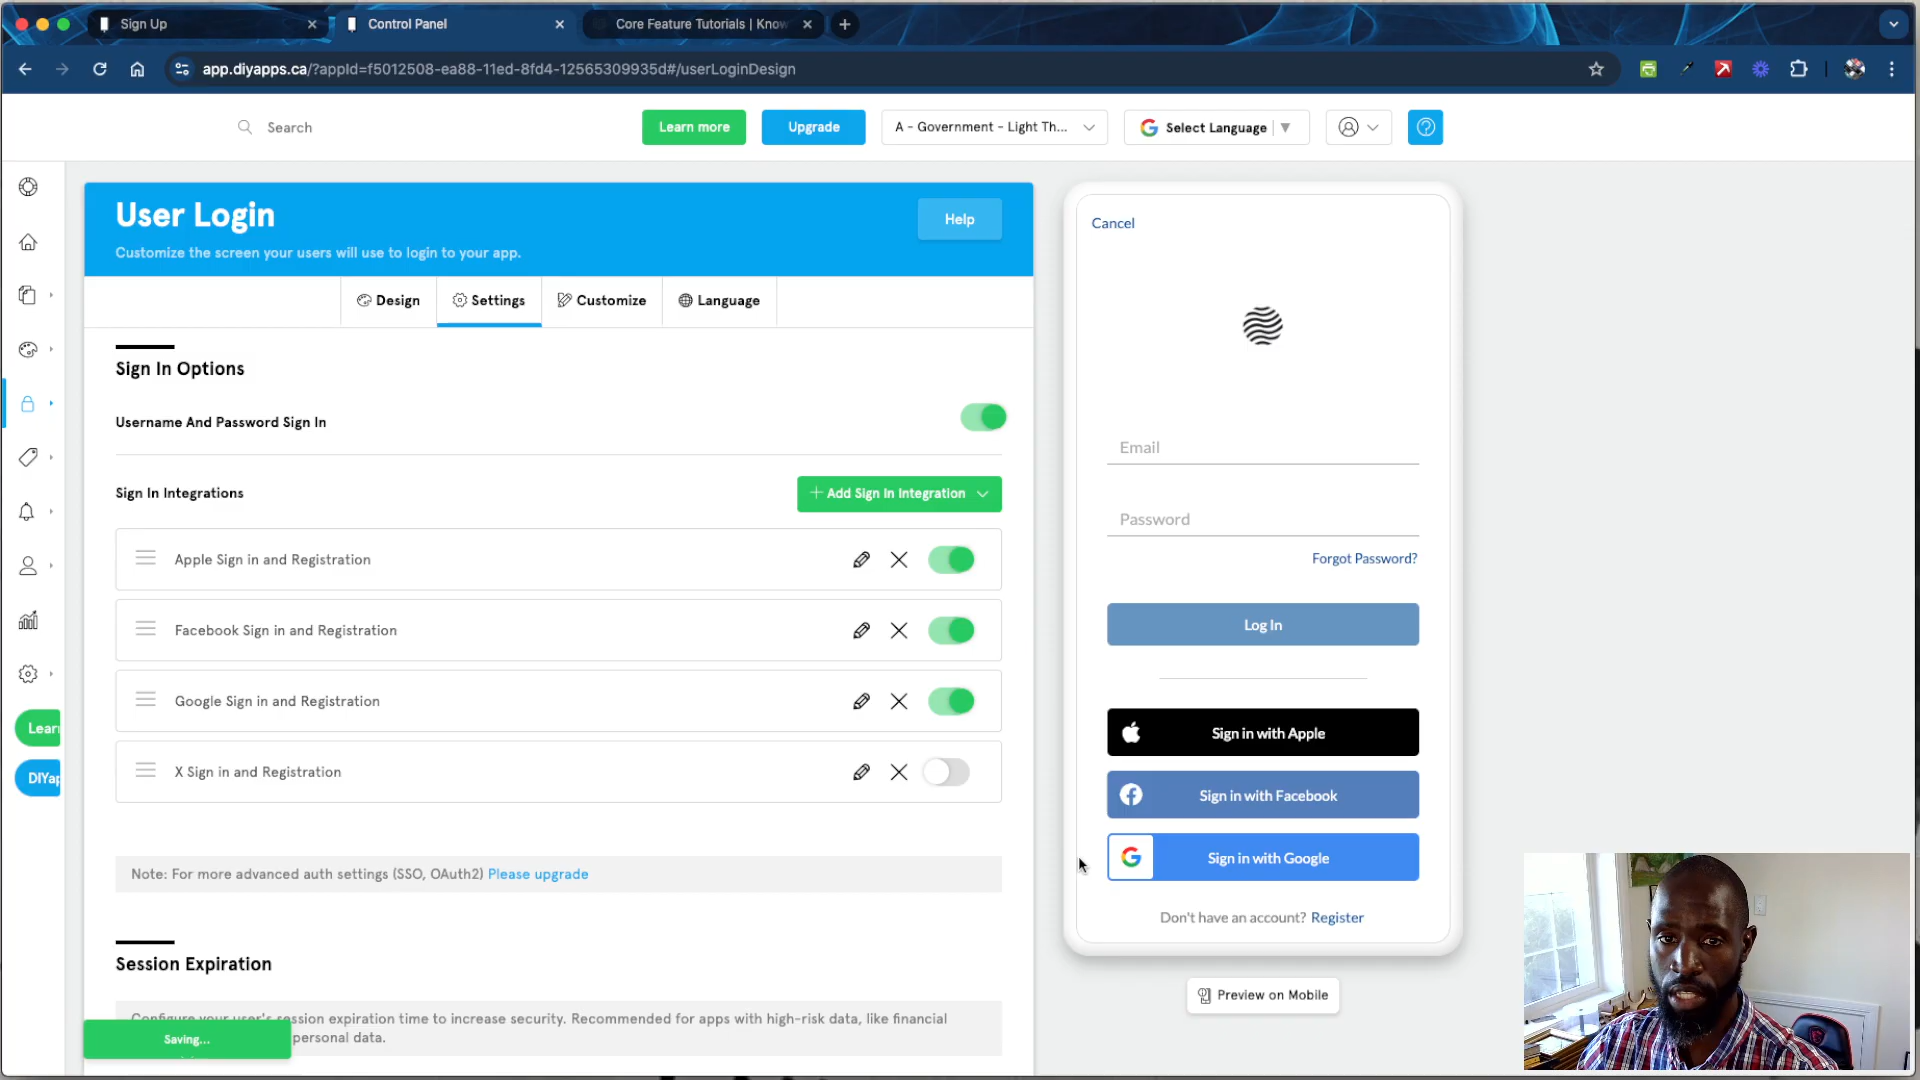 Sign Up
Control Panel
Core Feature Tutorials | Know
app.diyapps.ca/?appId=f5012508-ea88-11ed-8fd4-12565309935d#/userLoginDesign
Search
Learn more
Upgrade
A - Government - Light Th...
Select Language
User Login
Help
Customize the screen your users will use to login to your app.
Design
Settings
Customize
Language
Sign In Options
Username And Password Sign In
Sign In Integrations
Add Sign In Integration
Apple Sign in and Registration
Facebook Sign in and Registration
Google Sign in and Registration
X Sign in and Registration
Note: For more advanced auth settings (SSO, OAuth2) Please upgrade
Session Expiration
Configure your user's session expiration time to increase security. Recommended for apps with high-risk data, like financial
personal data.
Saving...
Lear
DIYap
Cancel
Email
Password
Forgot Password?
Log In
Sign in with Apple
Sign in with Facebook
Sign in with Google
Don't have an account? Register
Preview on Mobile